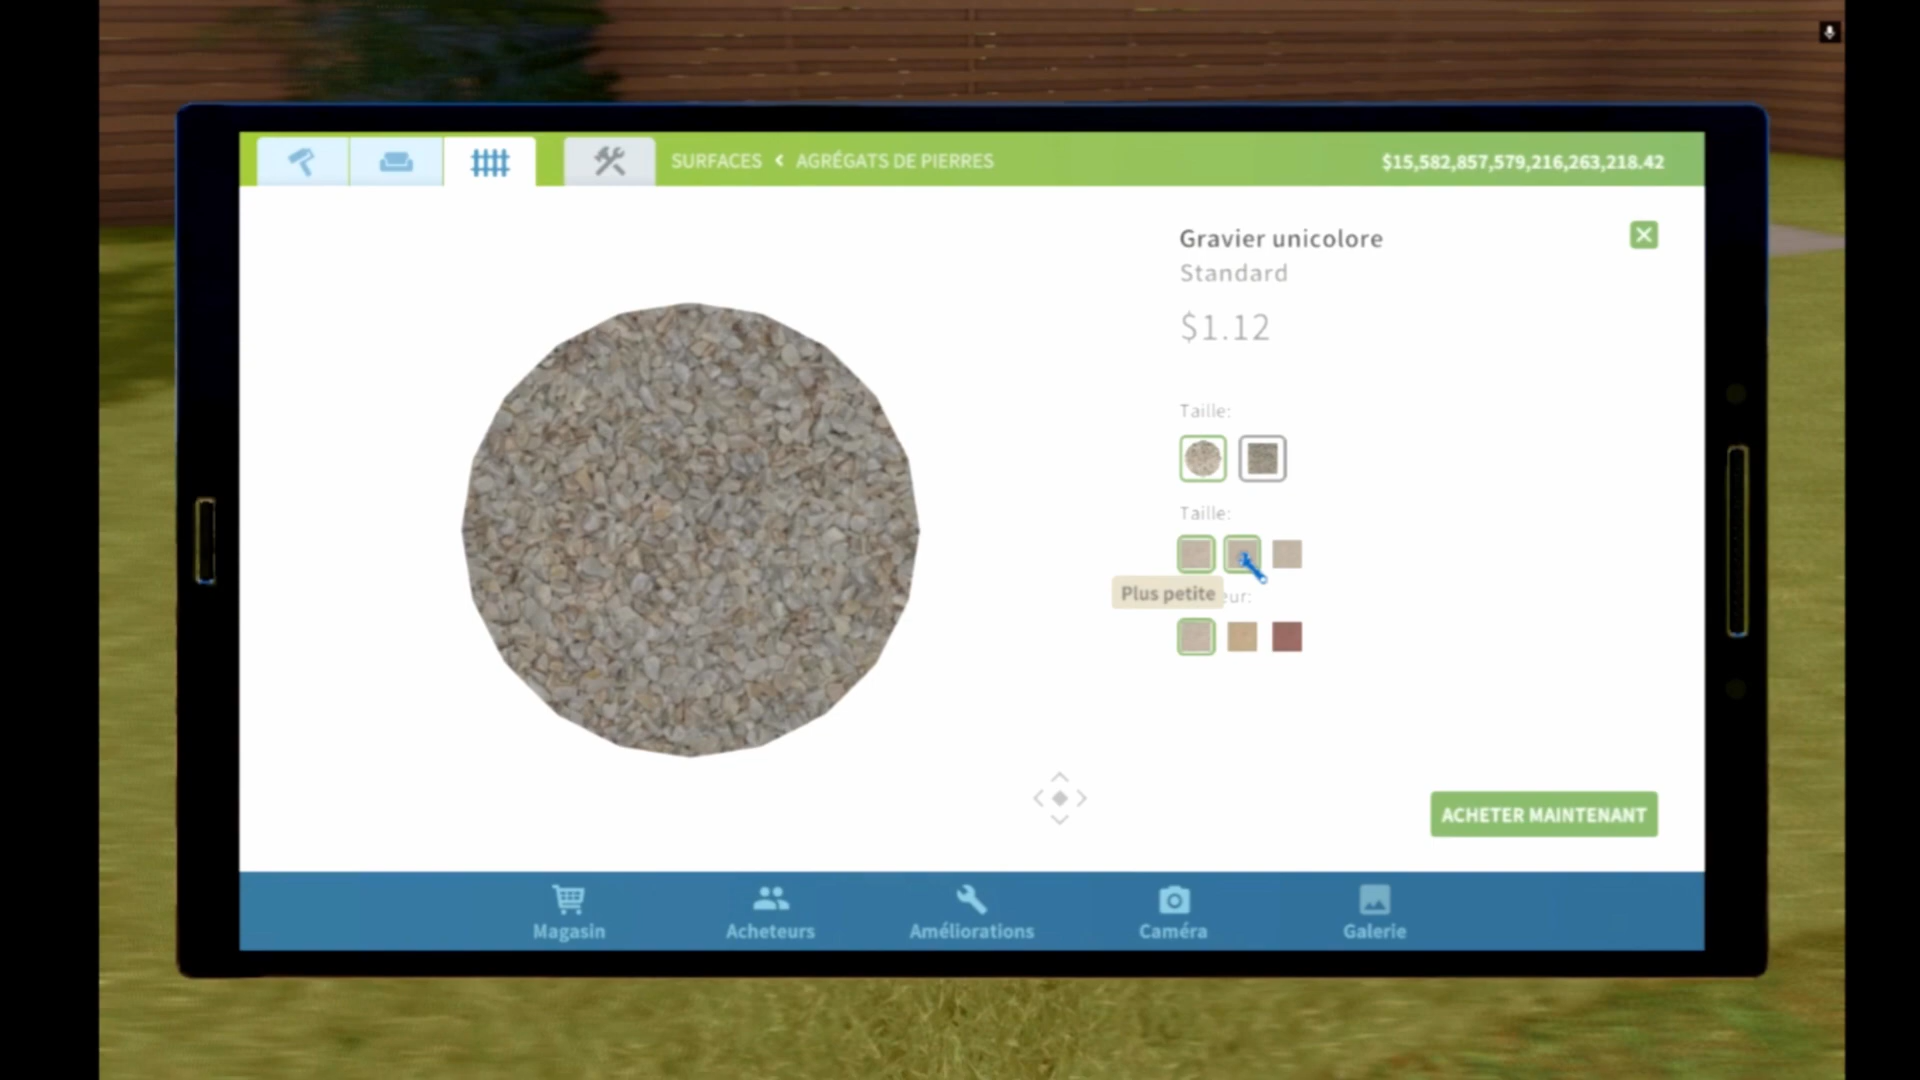 SURFACES < AGRÉGATS DE PIERRES
$15,582,857,579,216,263,218.42
Gravier unicolore
Standard
$1.12
Taille:
Taille:
Plus petite
eur:
ACHETER MAINTENANT
Magasin
Acheteurs
Améliorations
Caméra
Galerie